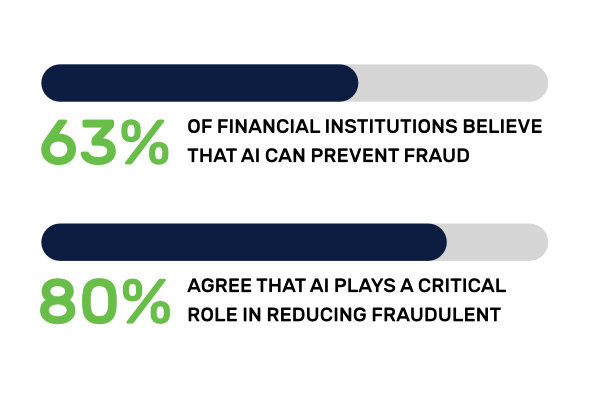 63%
OF FINANCIAL INSTITUTIONS BELIEVE
THAT AI CAN PREVENT FRAUD
80%
AGREE THAT AI PLAYS A CRITICAL
ROLE IN REDUCING FRAUDULENT